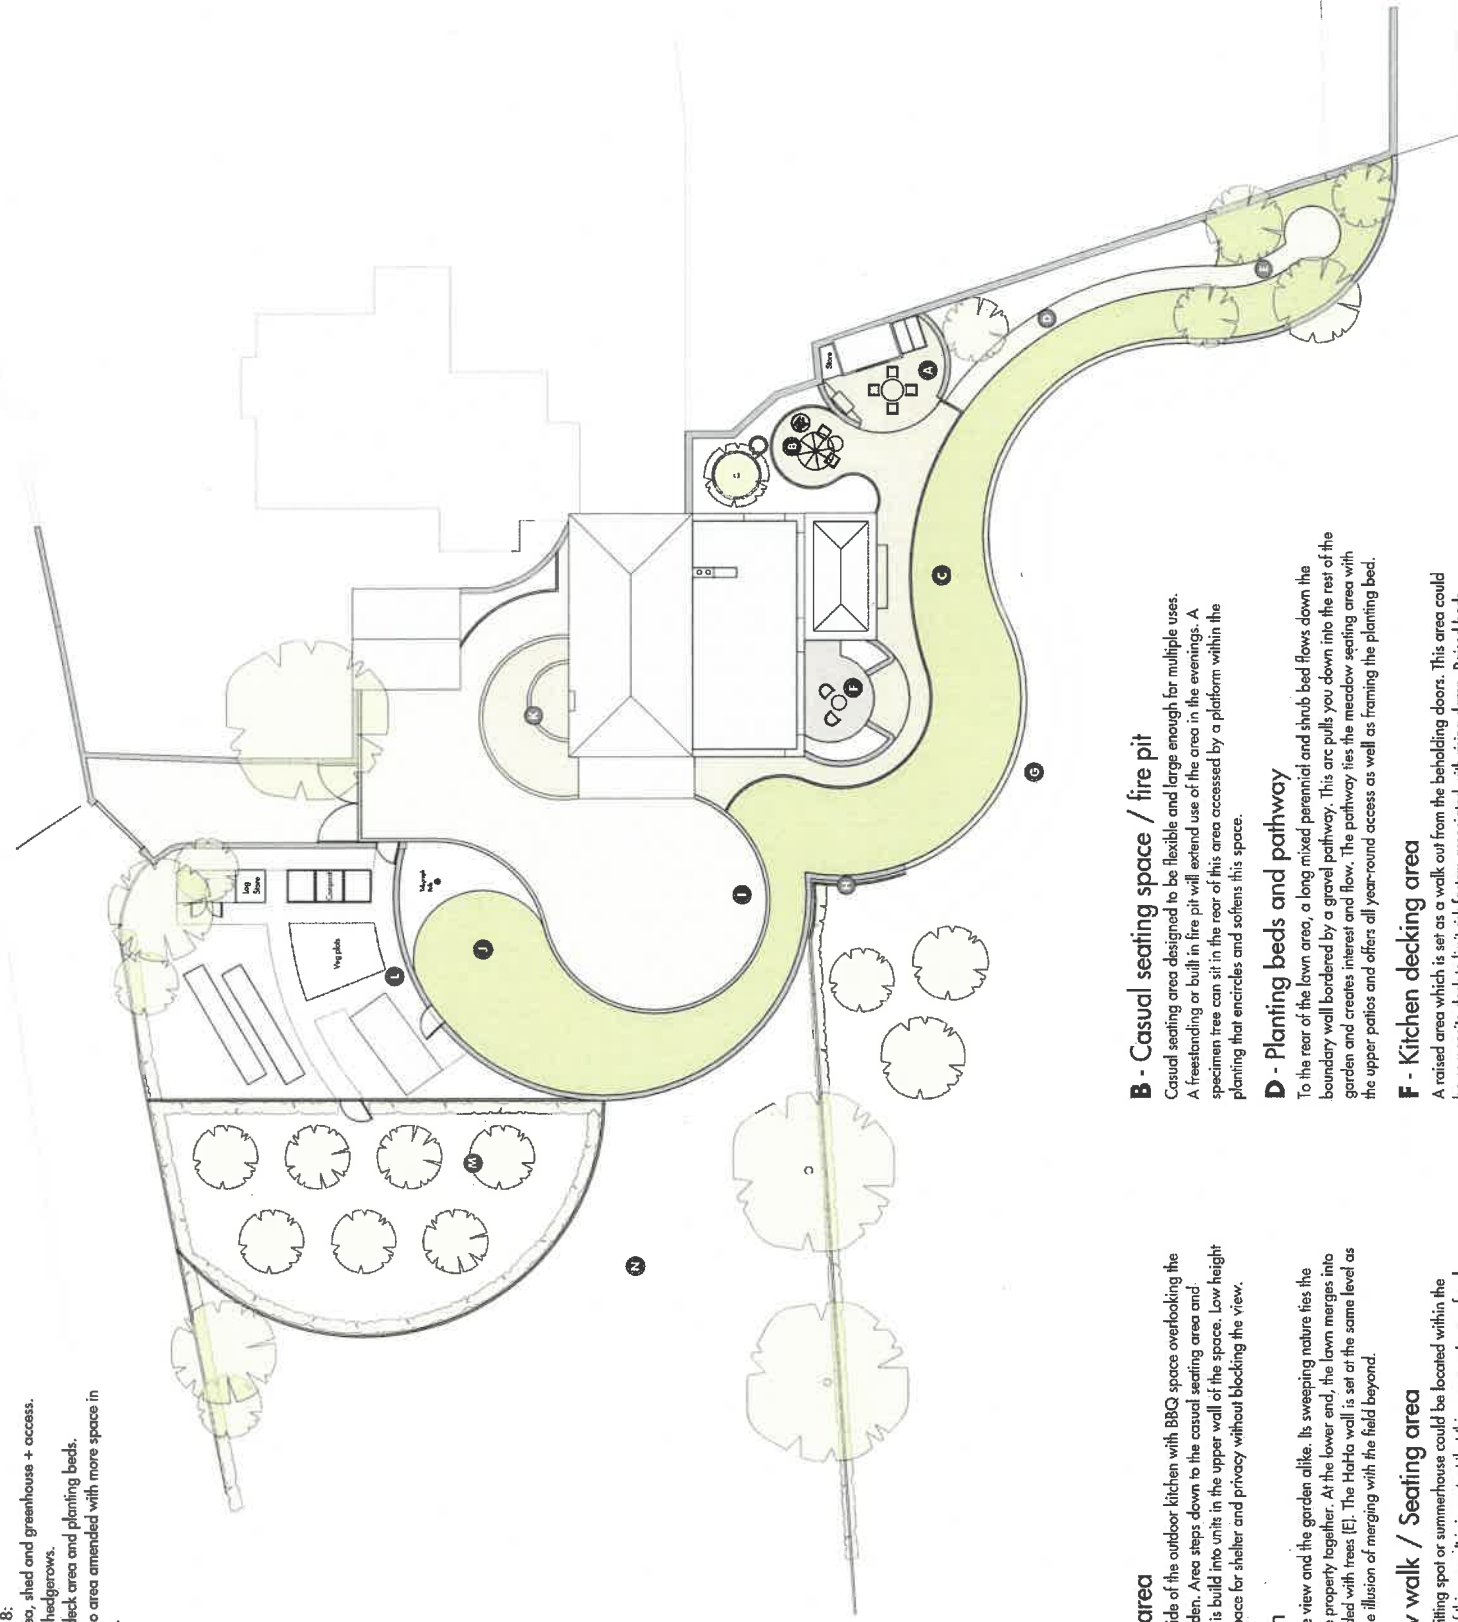 8:
ea, shed and greenhouse + access.
hedgerows.
deck area and planting beds.
o area amended with more space in
Log
Store
Compost
Veg plots
Store
A
B
C
D
E
F
G
H
I
J
K
L
M
N
area
ide of the outdoor kitchen with BBQ space overlooking the
den. Area steps down to the casual seating area and
is build into units in the upper wall of the space. Low height
pace for shelter and privacy without blocking the view.
n
e view and the garden alike. Its sweeping nature ties the
e property together. At the lower end, the lawn merges into
ded with trees (E). The HaHa wall is set at the same level as
e illusion of merging with the field beyond.
walk / Seating area
itting spot or summerhouse could be located within the
B - Casual seating space / fire pit
Casual seating area designed to be flexible and large enough for multiple uses.
A freestanding or built in fire pit will extend use of the area in the evenings. A
specimen tree can sit in the rear of this area accessed by a platform within the
planting that encircles and softens this space.
D - Planting beds and pathway
To the rear of the lawn area, a long mixed perennial and shrub bed flows down the
boundary wall bordered by a gravel pathway. This arc pulls you down into the rest of the
garden and creates interest and flow. The pathway ties the meadow seating area with
the upper patios and offers all year-round access as well as framing the planting bed.
F - Kitchen decking area
A raised area which is set as a walk out from the beholding doors. This area could